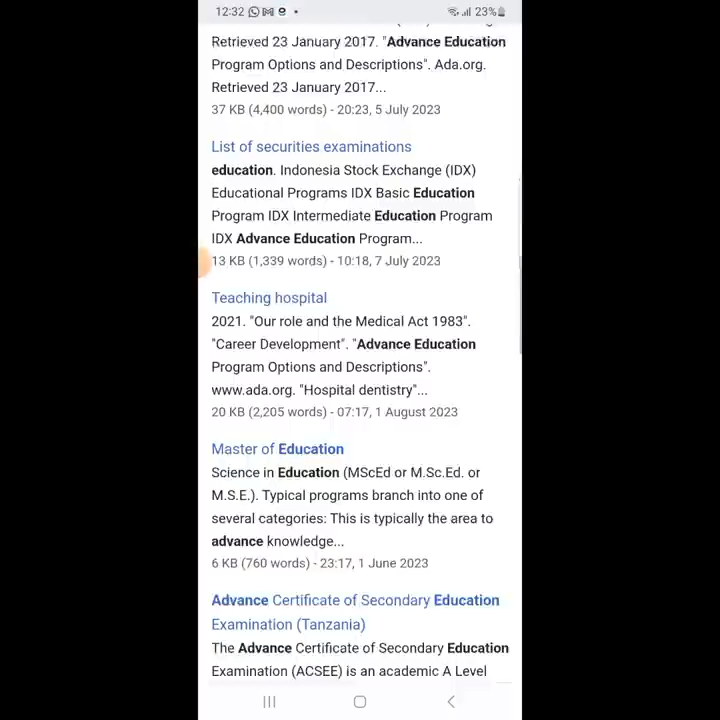 12:32 23%
Retrieved 23 January 2017. "Advance Education
Program Options and Descriptions". Ada.org.
Retrieved 23 January 2017...
37 KB (4,400 words) - 20:23, 5 July 2023
List of securities examinations
education. Indonesia Stock Exchange (IDX)
Educational Programs IDX Basic Education
Program IDX Intermediate Education Program
IDX Advance Education Program...
13 KB (1,339 words) - 10:18, 7 July 2023
Teaching hospital
2021. "Our role and the Medical Act 1983".
"Career Development". "Advance Education
Program Options and Descriptions".
www.ada.org. "Hospital dentistry"...
20 KB (2,205 words) - 07:17, 1 August 2023
Master of Education
Science in Education (MScEd or M.Sc.Ed. or
M.S.E.). Typical programs branch into one of
several categories: This is typically the area to
advance knowledge...
6 KB (760 words) - 23:17, 1 June 2023
Advance Certificate of Secondary Education
Examination (Tanzania)
The Advance Certificate of Secondary Education
Examination (ACSEE) is an academic A Level